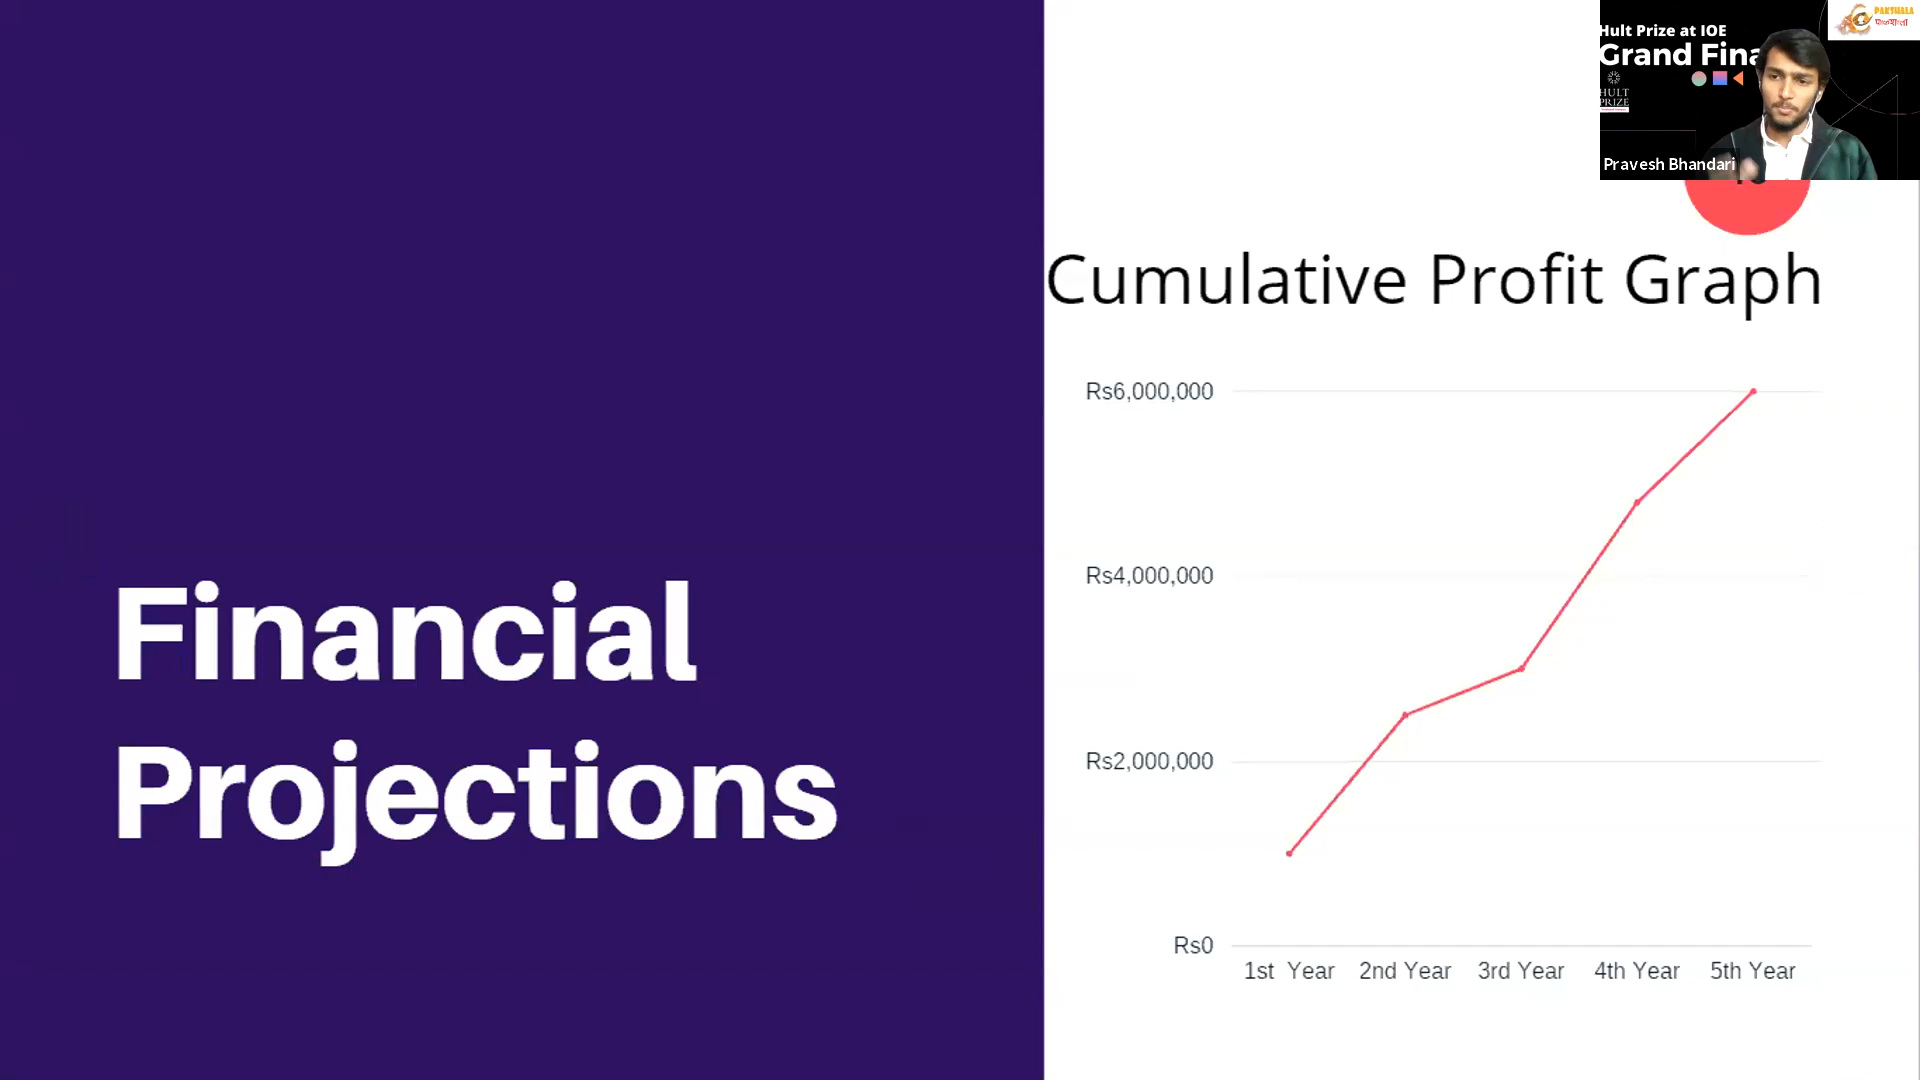 Hult Prize at IOE
Grand Fina
HULT
PRIZE
PAKTHALA
Pravesh Bhandari
Cumulative Profit Graph
Rs6,000,000
Rs4,000,000
Rs2,000,000
Rs0
1st Year 2nd Year 3rd Year 4th Year 5th Year
Financial
Projections